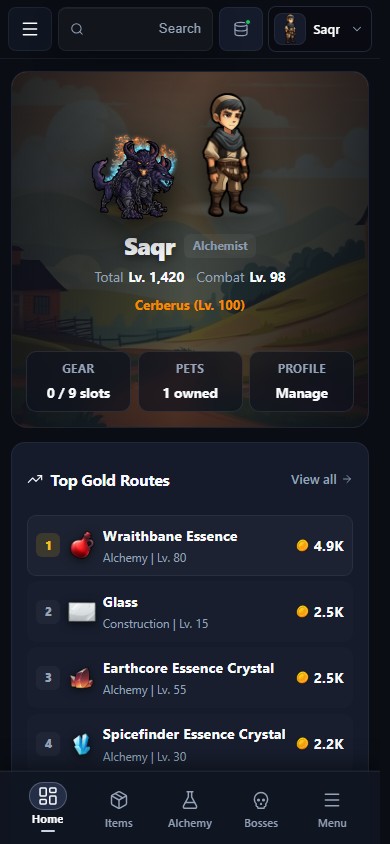 Search
Saqr
Saqr Alchemist
Total Lv. 1,420 Combat Lv. 98
Cerberus (Lv. 100)
GEAR PETS PROFILE
0 / 9 slots 1 owned Manage
Top Gold Routes View all
1 Wraithbane Essence 4.9K
Alchemy | Lv. 80
2 Glass 2.5K
Construction | Lv. 15
3 Earthcore Essence Crystal 2.5K
Alchemy | Lv. 55
4 Spicefinder Essence Crystal 2.2K
Alchemy | Lv. 30
Home Items Alchemy Bosses Menu